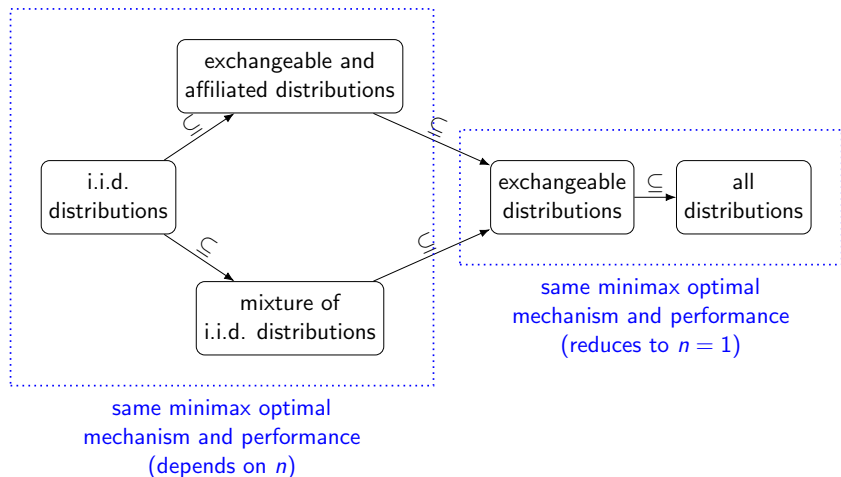 exchangeable and
affiliated distributions
⊆
⊆
i.i.d.
distributions
exchangeable
distributions
⊆
all
distributions
⊆
⊆
mixture of
i.i.d. distributions
same minimax optimal
mechanism and performance
(reduces to n = 1)
same minimax optimal
mechanism and performance
(depends on n)